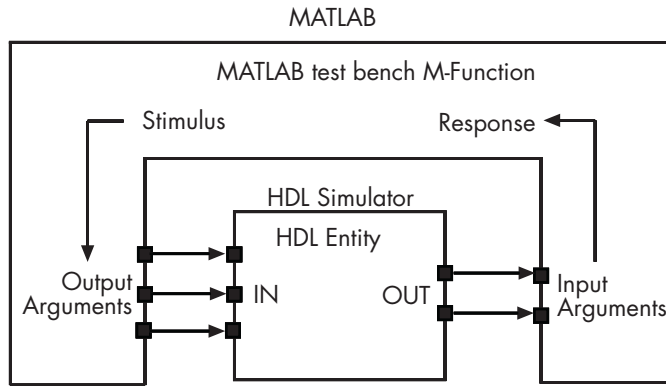 MATLAB
MATLAB test bench M-Function
Stimulus
Response
HDL Simulator
HDL Entity
Output
Arguments
IN
OUT
Input
Arguments